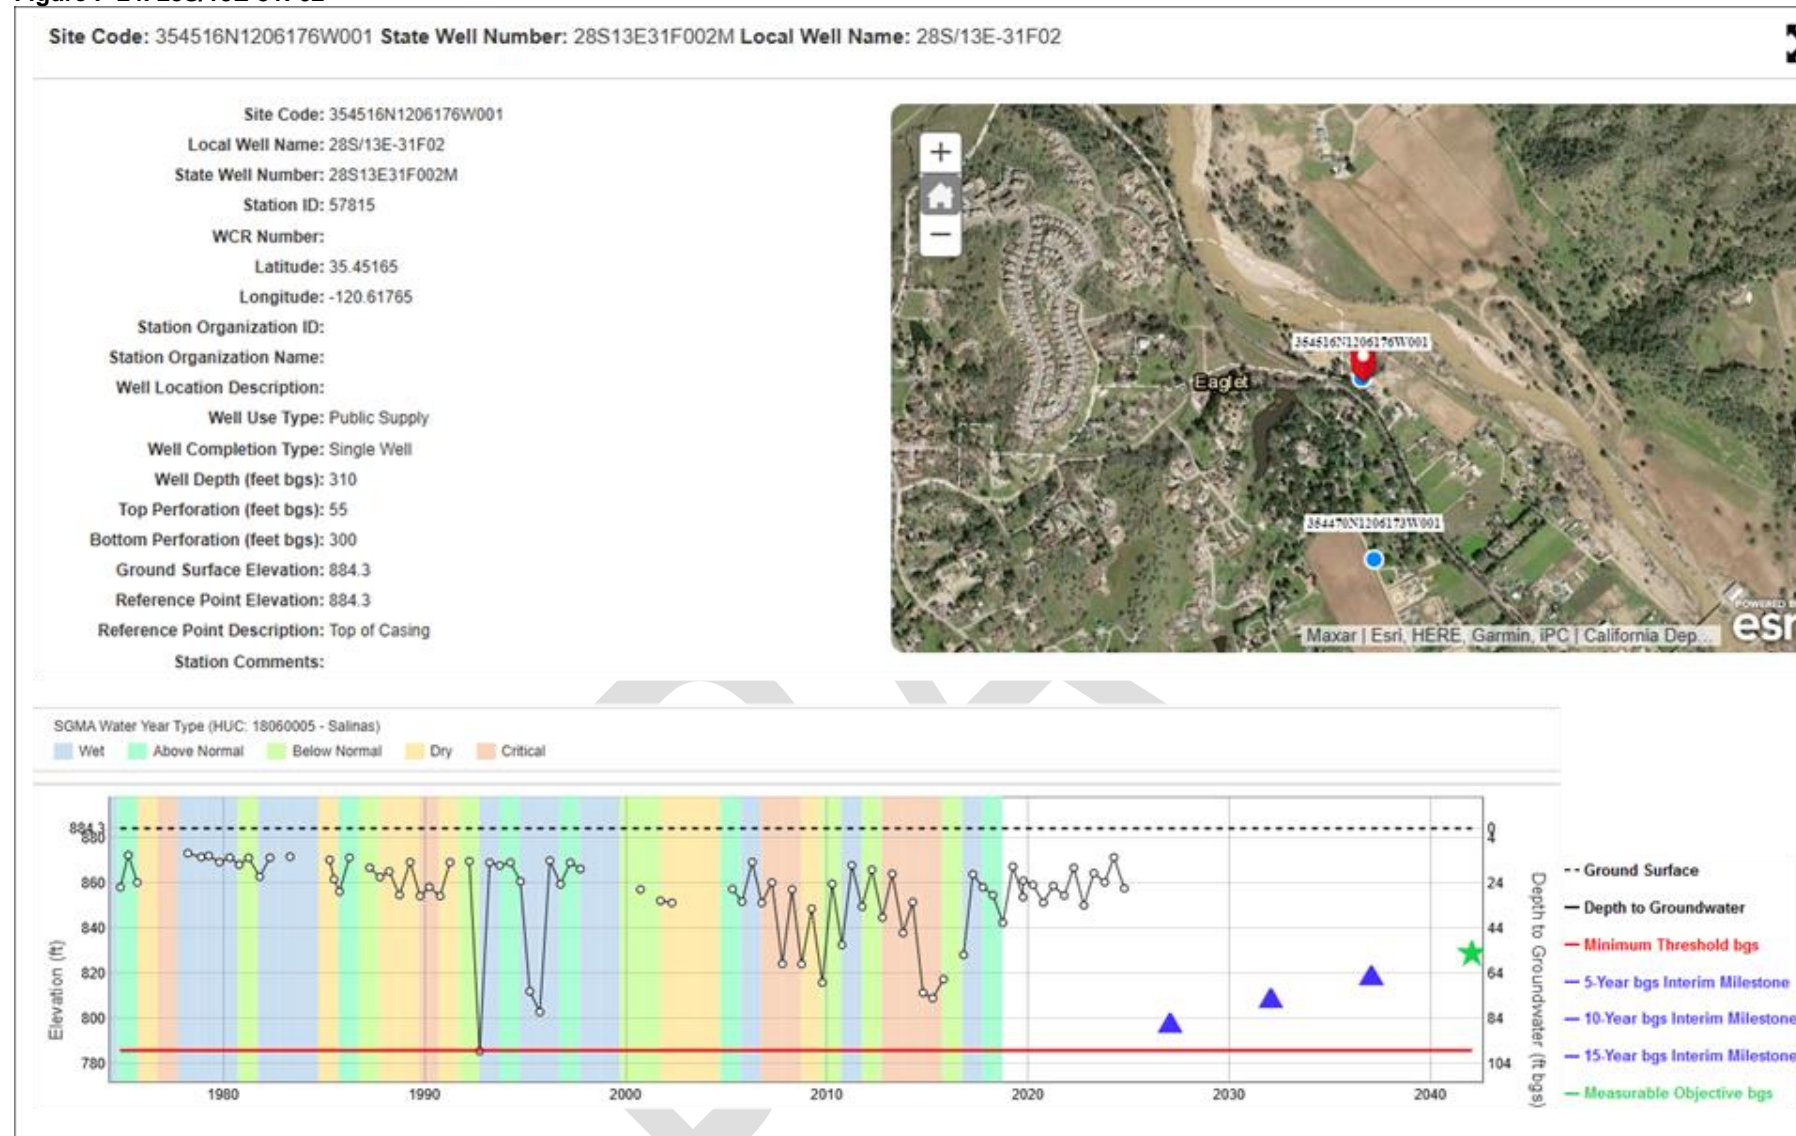 Site Code: 354516N1206176W001 State Well Number: 28S13E31F002M Local Well Name: 28S/13E-31F02
Site Code: 354516N1206176W001
Local Well Name: 28S/13E-31F02
State Well Number: 28S13E31F002M
Station ID: 57815
WCR Number:
Latitude: 35.45165
Longitude: -120.61765
Station Organization ID:
Station Organization Name:
Well Location Description:
Well Use Type: Public Supply
Well Completion Type: Single Well
Well Depth (feet bgs): 310
Top Perforation (feet bgs): 55
Bottom Perforation (feet bgs): 300
Ground Surface Elevation: 884.3
Reference Point Elevation: 884.3
Reference Point Description: Top of Casing
Station Comments:
+
−
354516N1206176W001
Eaglet
354470N1206173W001
POWERED B
esr
Maxar | Esri, HERE, Garmin, iPC | California Dep...
SGMA Water Year Type (HUC: 18060005 - Salinas)
Wet Above Normal Below Normal Dry Critical
Elevation (ft)
884.3
880
860
840
820
800
780
0
4
24
44
64
84
104
Depth to Groundwater (ft bgs)
1980 1990 2000 2010 2020 2030 2040
-- Ground Surface
— Depth to Groundwater
— Minimum Threshold bgs
— 5-Year bgs Interim Milestone
— 10-Year bgs Interim Milestone
— 15-Year bgs Interim Milestone
— Measurable Objective bgs